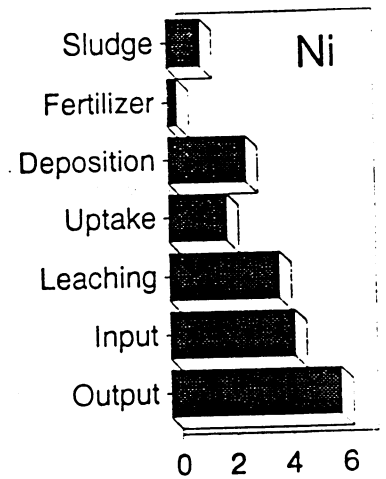 Ni
Sludge
Fertilizer
Deposition
Uptake
Leaching
Input
Output
0 2 4 6